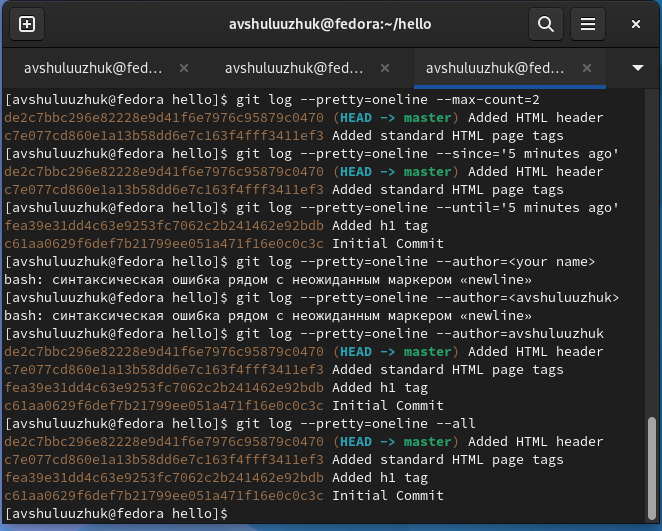 avshuluuzhuk@fedora:~/hello
avshuluuzhuk@fed...
avshuluuzhuk@fed...
avshuluuzhuk@fed...
[avshuluuzhuk@fedora hello]$ git log --pretty=oneline --max-count=2
de2c7bbc296e82228e9d41f6e7976c95879c0470 (HEAD -> master) Added HTML header
c7e077cd860e1a13b58dd6e7c163f4fff3411ef3 Added standard HTML page tags
[avshuluuzhuk@fedora hello]$ git log --pretty=oneline --since='5 minutes ago'
de2c7bbc296e82228e9d41f6e7976c95879c0470 (HEAD -> master) Added HTML header
c7e077cd860e1a13b58dd6e7c163f4fff3411ef3 Added standard HTML page tags
[avshuluuzhuk@fedora hello]$ git log --pretty=oneline --until='5 minutes ago'
fea39e31dd4c63e9253fc7062c2b241462e92bdb Added h1 tag
c61aa0629f6def7b21799ee051a471f16e0c0c3c Initial Commit
[avshuluuzhuk@fedora hello]$ git log --pretty=oneline --author=<your name>
bash: синтаксическая ошибка рядом с неожиданным маркером «newline»
[avshuluuzhuk@fedora hello]$ git log --pretty=oneline --author=<avshuluuzhuk>
bash: синтаксическая ошибка рядом с неожиданным маркером «newline»
[avshuluuzhuk@fedora hello]$ git log --pretty=oneline --author=avshuluuzhuk
de2c7bbc296e82228e9d41f6e7976c95879c0470 (HEAD -> master) Added HTML header
c7e077cd860e1a13b58dd6e7c163f4fff3411ef3 Added standard HTML page tags
fea39e31dd4c63e9253fc7062c2b241462e92bdb Added h1 tag
c61aa0629f6def7b21799ee051a471f16e0c0c3c Initial Commit
[avshuluuzhuk@fedora hello]$ git log --pretty=oneline --all
de2c7bbc296e82228e9d41f6e7976c95879c0470 (HEAD -> master) Added HTML header
c7e077cd860e1a13b58dd6e7c163f4fff3411ef3 Added standard HTML page tags
fea39e31dd4c63e9253fc7062c2b241462e92bdb Added h1 tag
c61aa0629f6def7b21799ee051a471f16e0c0c3c Initial Commit
[avshuluuzhuk@fedora hello]$